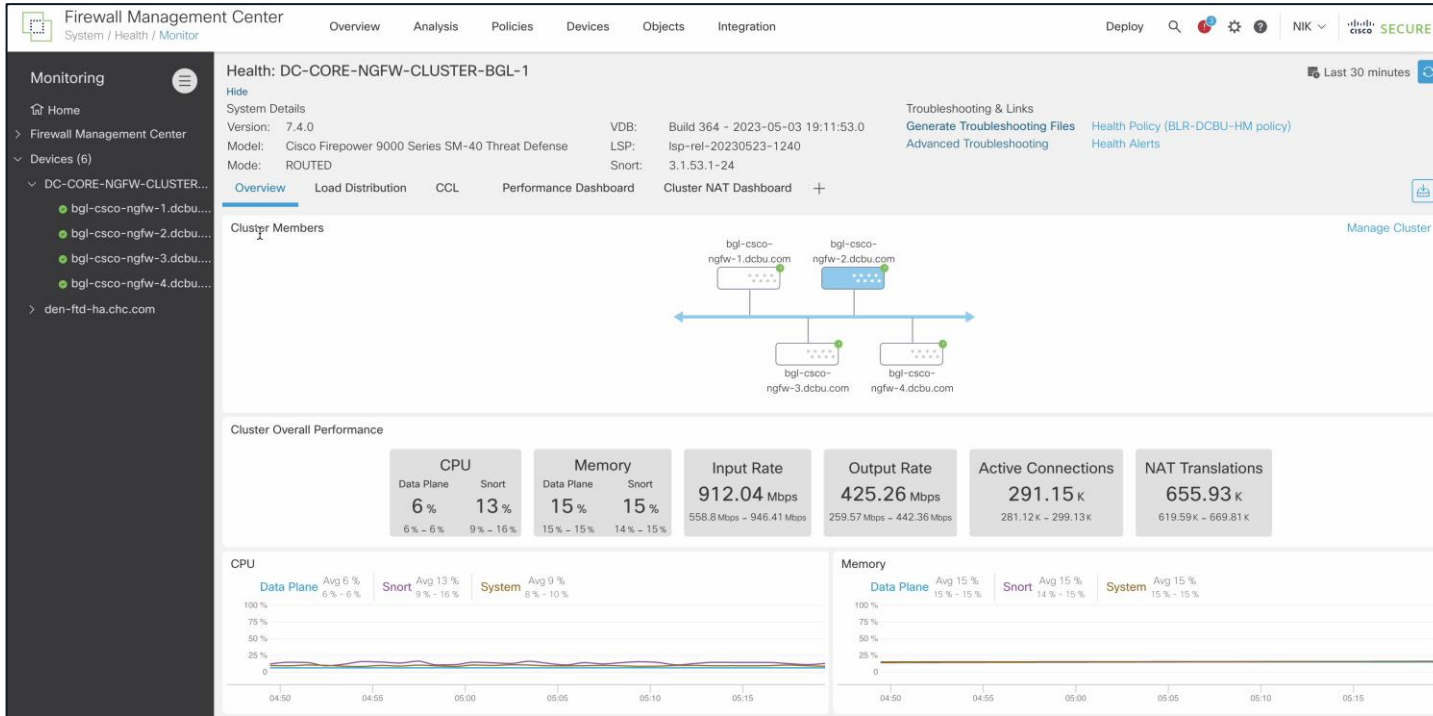 Firewall Management Center
System / Health / Monitor
Overview Analysis Policies Devices Objects Integration
Deploy 3 NIK
cisco SECURE
Monitoring
Home
Firewall Management Center
Devices (6)
DC-CORE-NGFW-CLUSTER...
bgl-csco-ngfw-1.dcbu....
bgl-csco-ngfw-2.dcbu....
bgl-csco-ngfw-3.dcbu....
bgl-csco-ngfw-4.dcbu....
den-ftd-ha.chc.com
Health: DC-CORE-NGFW-CLUSTER-BGL-1
Last 30 minutes
Hide
System Details
Version: 7.4.0
Model: Cisco Firepower 9000 Series SM-40 Threat Defense
Mode: ROUTED
VDB: Build 364 - 2023-05-03 19:11:53.0
LSP: lsp-rel-20230523-1240
Snort: 3.1.53.1-24
Troubleshooting & Links
Generate Troubleshooting Files Health Policy (BLR-DCBU-HM policy)
Advanced Troubleshooting Health Alerts
Overview Load Distribution CCL Performance Dashboard Cluster NAT Dashboard +
Cluster Members
Manage Cluster
bgl-csco-
ngfw-1.dcbu.com
bgl-csco-
ngfw-2.dcbu.com
bgl-csco-
ngfw-3.dcbu.com
bgl-csco-
ngfw-4.dcbu.com
Cluster Overall Performance
CPU
Data Plane Snort
6 % 13 %
6 % - 6 % 9 % - 16 %
Memory
Data Plane Snort
15 % 15 %
15 % - 15 % 14 % - 15 %
Input Rate
912.04 Mbps
558.8 Mbps - 946.41 Mbps
Output Rate
425.26 Mbps
259.57 Mbps - 442.36 Mbps
Active Connections
291.15 K
281.12 K - 299.13 K
NAT Translations
655.93 K
619.59 K - 669.81 K
CPU
Data Plane Avg 6 % 6 % - 6 %
Snort Avg 13 % 9 % - 16 %
System Avg 9 % 8 % - 10 %
100 %
75 %
50 %
25 %
0
04:50 04:55 05:00 05:05 05:10 05:15
Memory
Data Plane Avg 15 % 15 % - 15 %
Snort Avg 15 % 14 % - 15 %
System Avg 15 % 15 % - 15 %
100 %
75 %
50 %
25 %
0
04:50 04:55 05:00 05:05 05:10 05:15